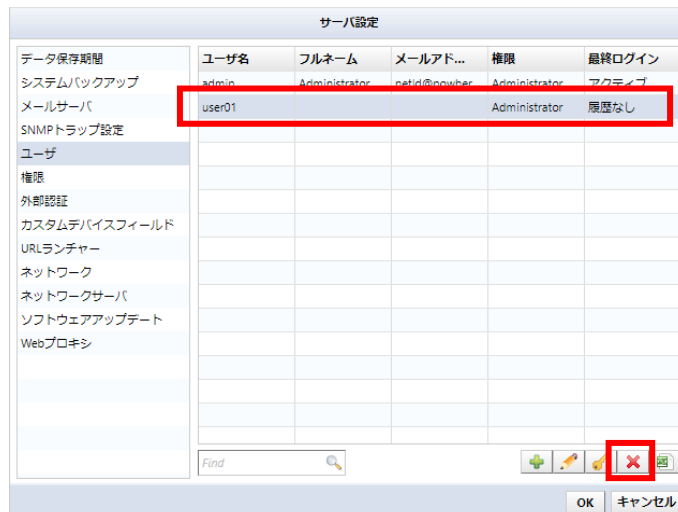 サーバ設定
データ保存期間
システムバックアップ
メールサーバ
SNMPトラップ設定
ユーザ
権限
外部認証
カスタムデバイスフィールド
URLランチャー
ネットワーク
ネットワークサーバ
ソフトウェアアップデート
Webプロキシ
ユーザ名 フルネーム メールアド... 権限 最終ログイン
admin Administrator netld@nowher Administrator アクティブ
user01 Administrator 履歴なし
Find
OK キャンセル